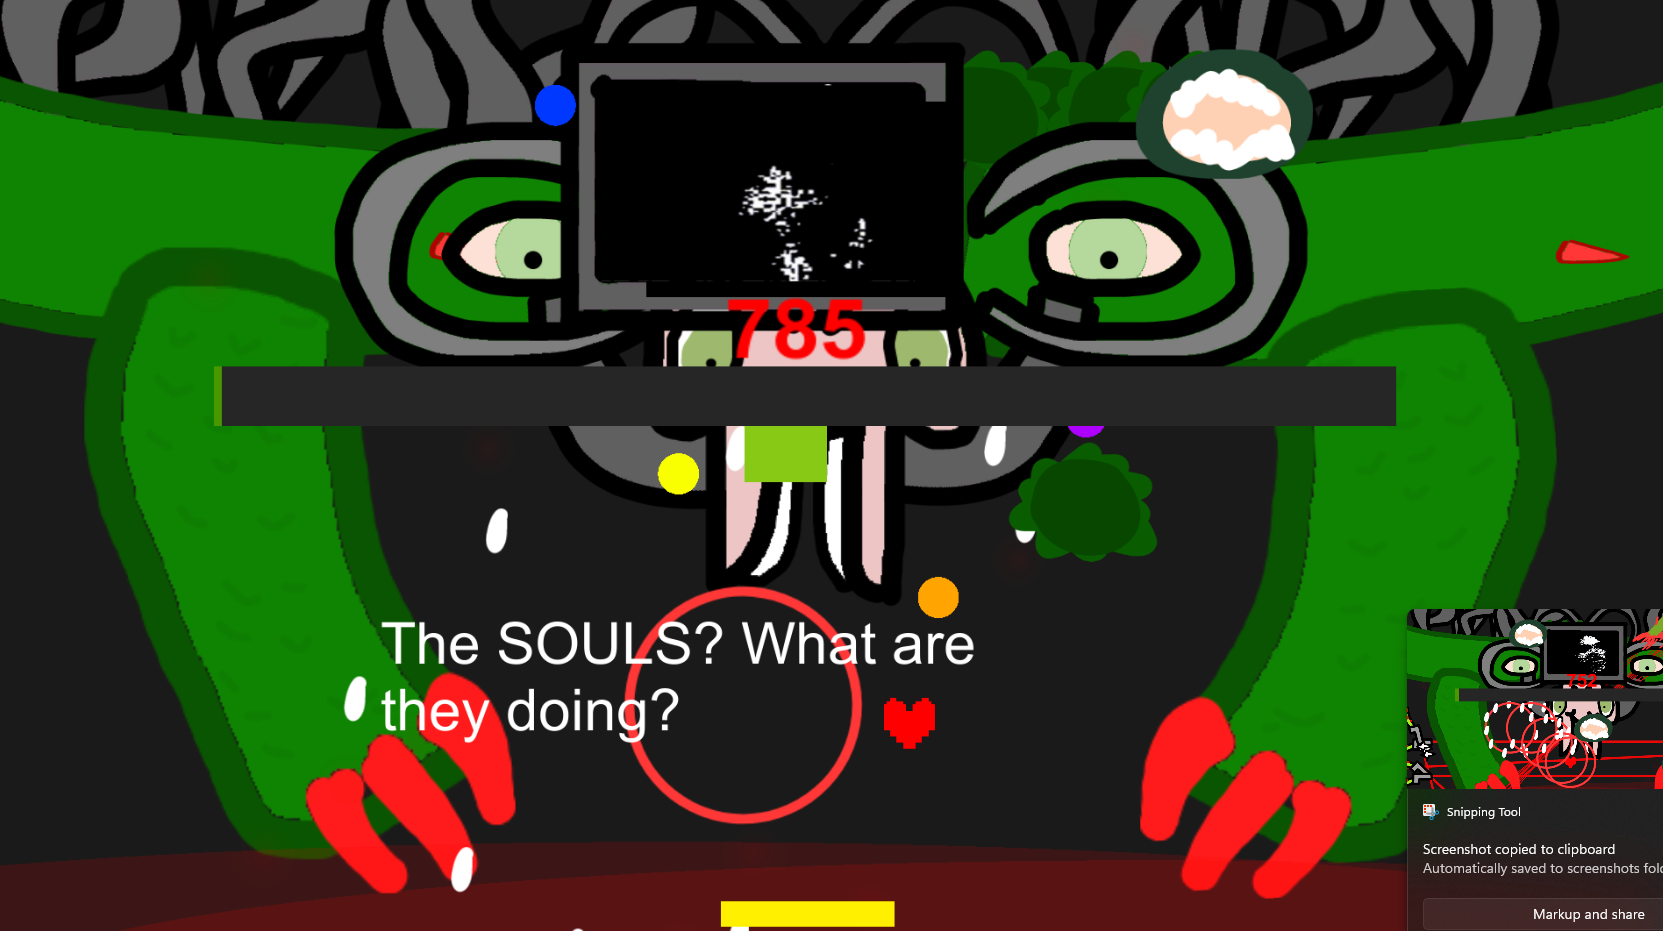 785
The SOULS? What are
they doing?
752
Snipping Tool
Screenshot copied to clipboard
Automatically saved to screenshots
Markup and share